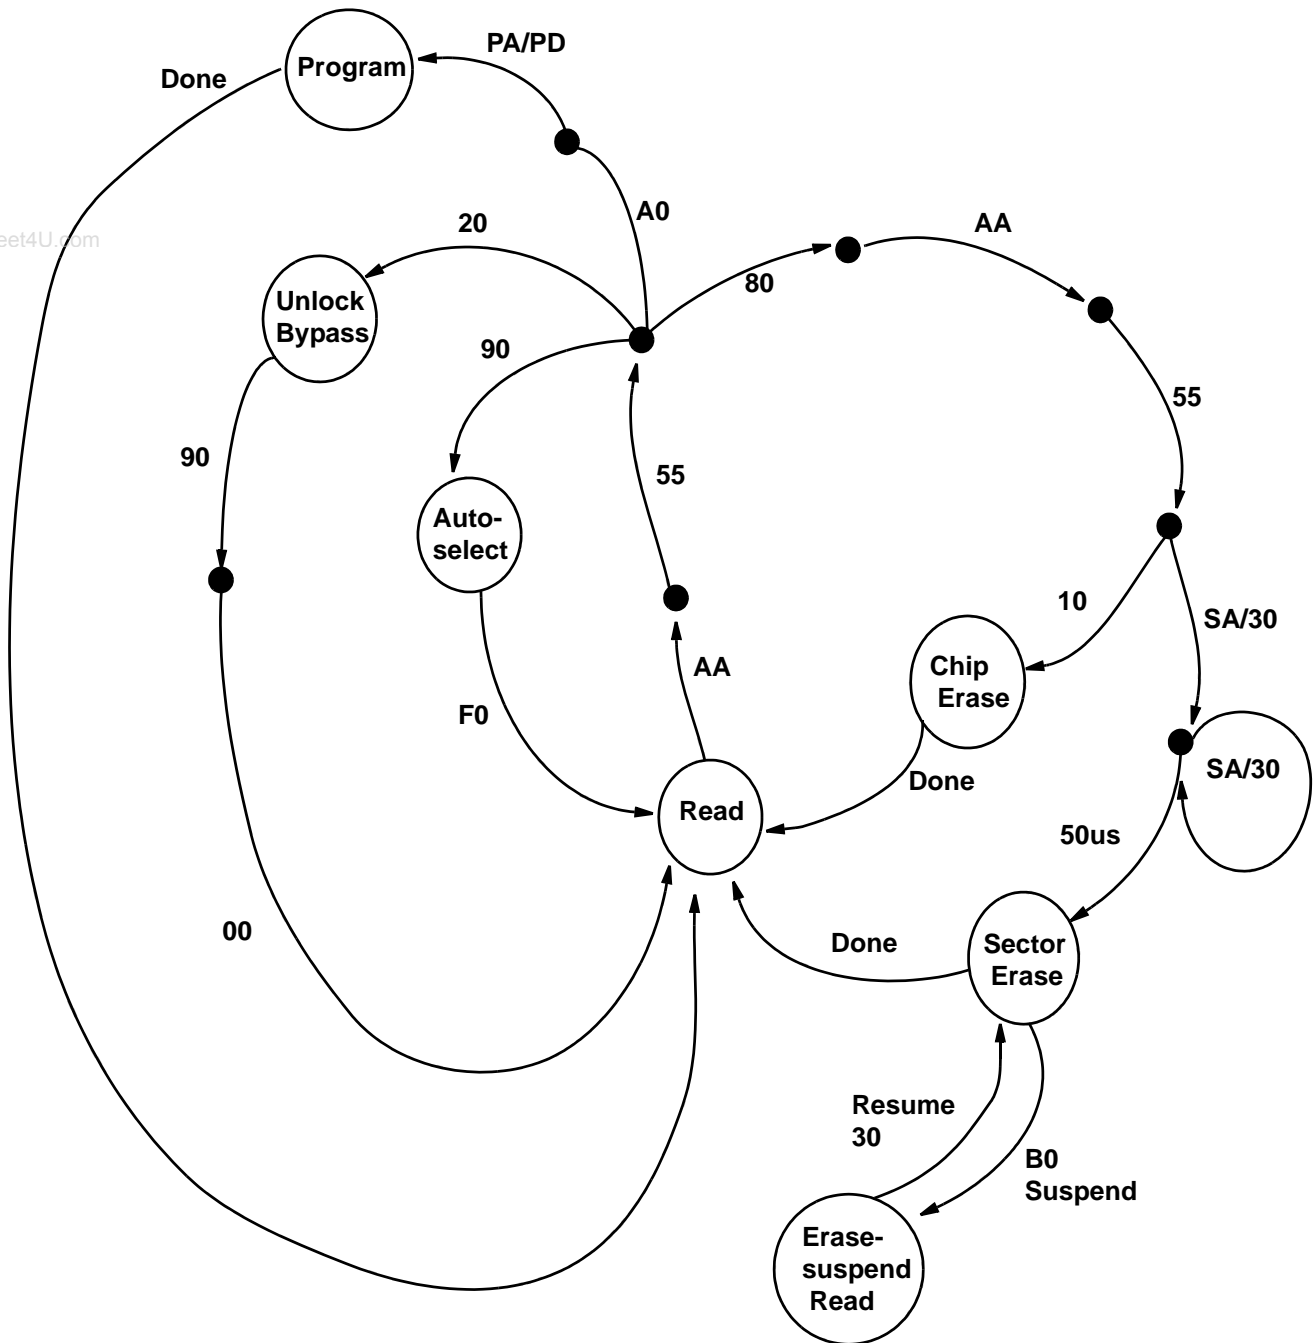 PA/PD
Done
Program
A0
20
AA
eet4U.com
80
Unlock
Bypass
90
55
90
55
Auto-
select
10
SA/30
AA
Chip
Erase
F0
SA/30
Done
Read
50us
00
Done
Sector
Erase
Resume
30
B0
Suspend
Erase-
suspend
Read